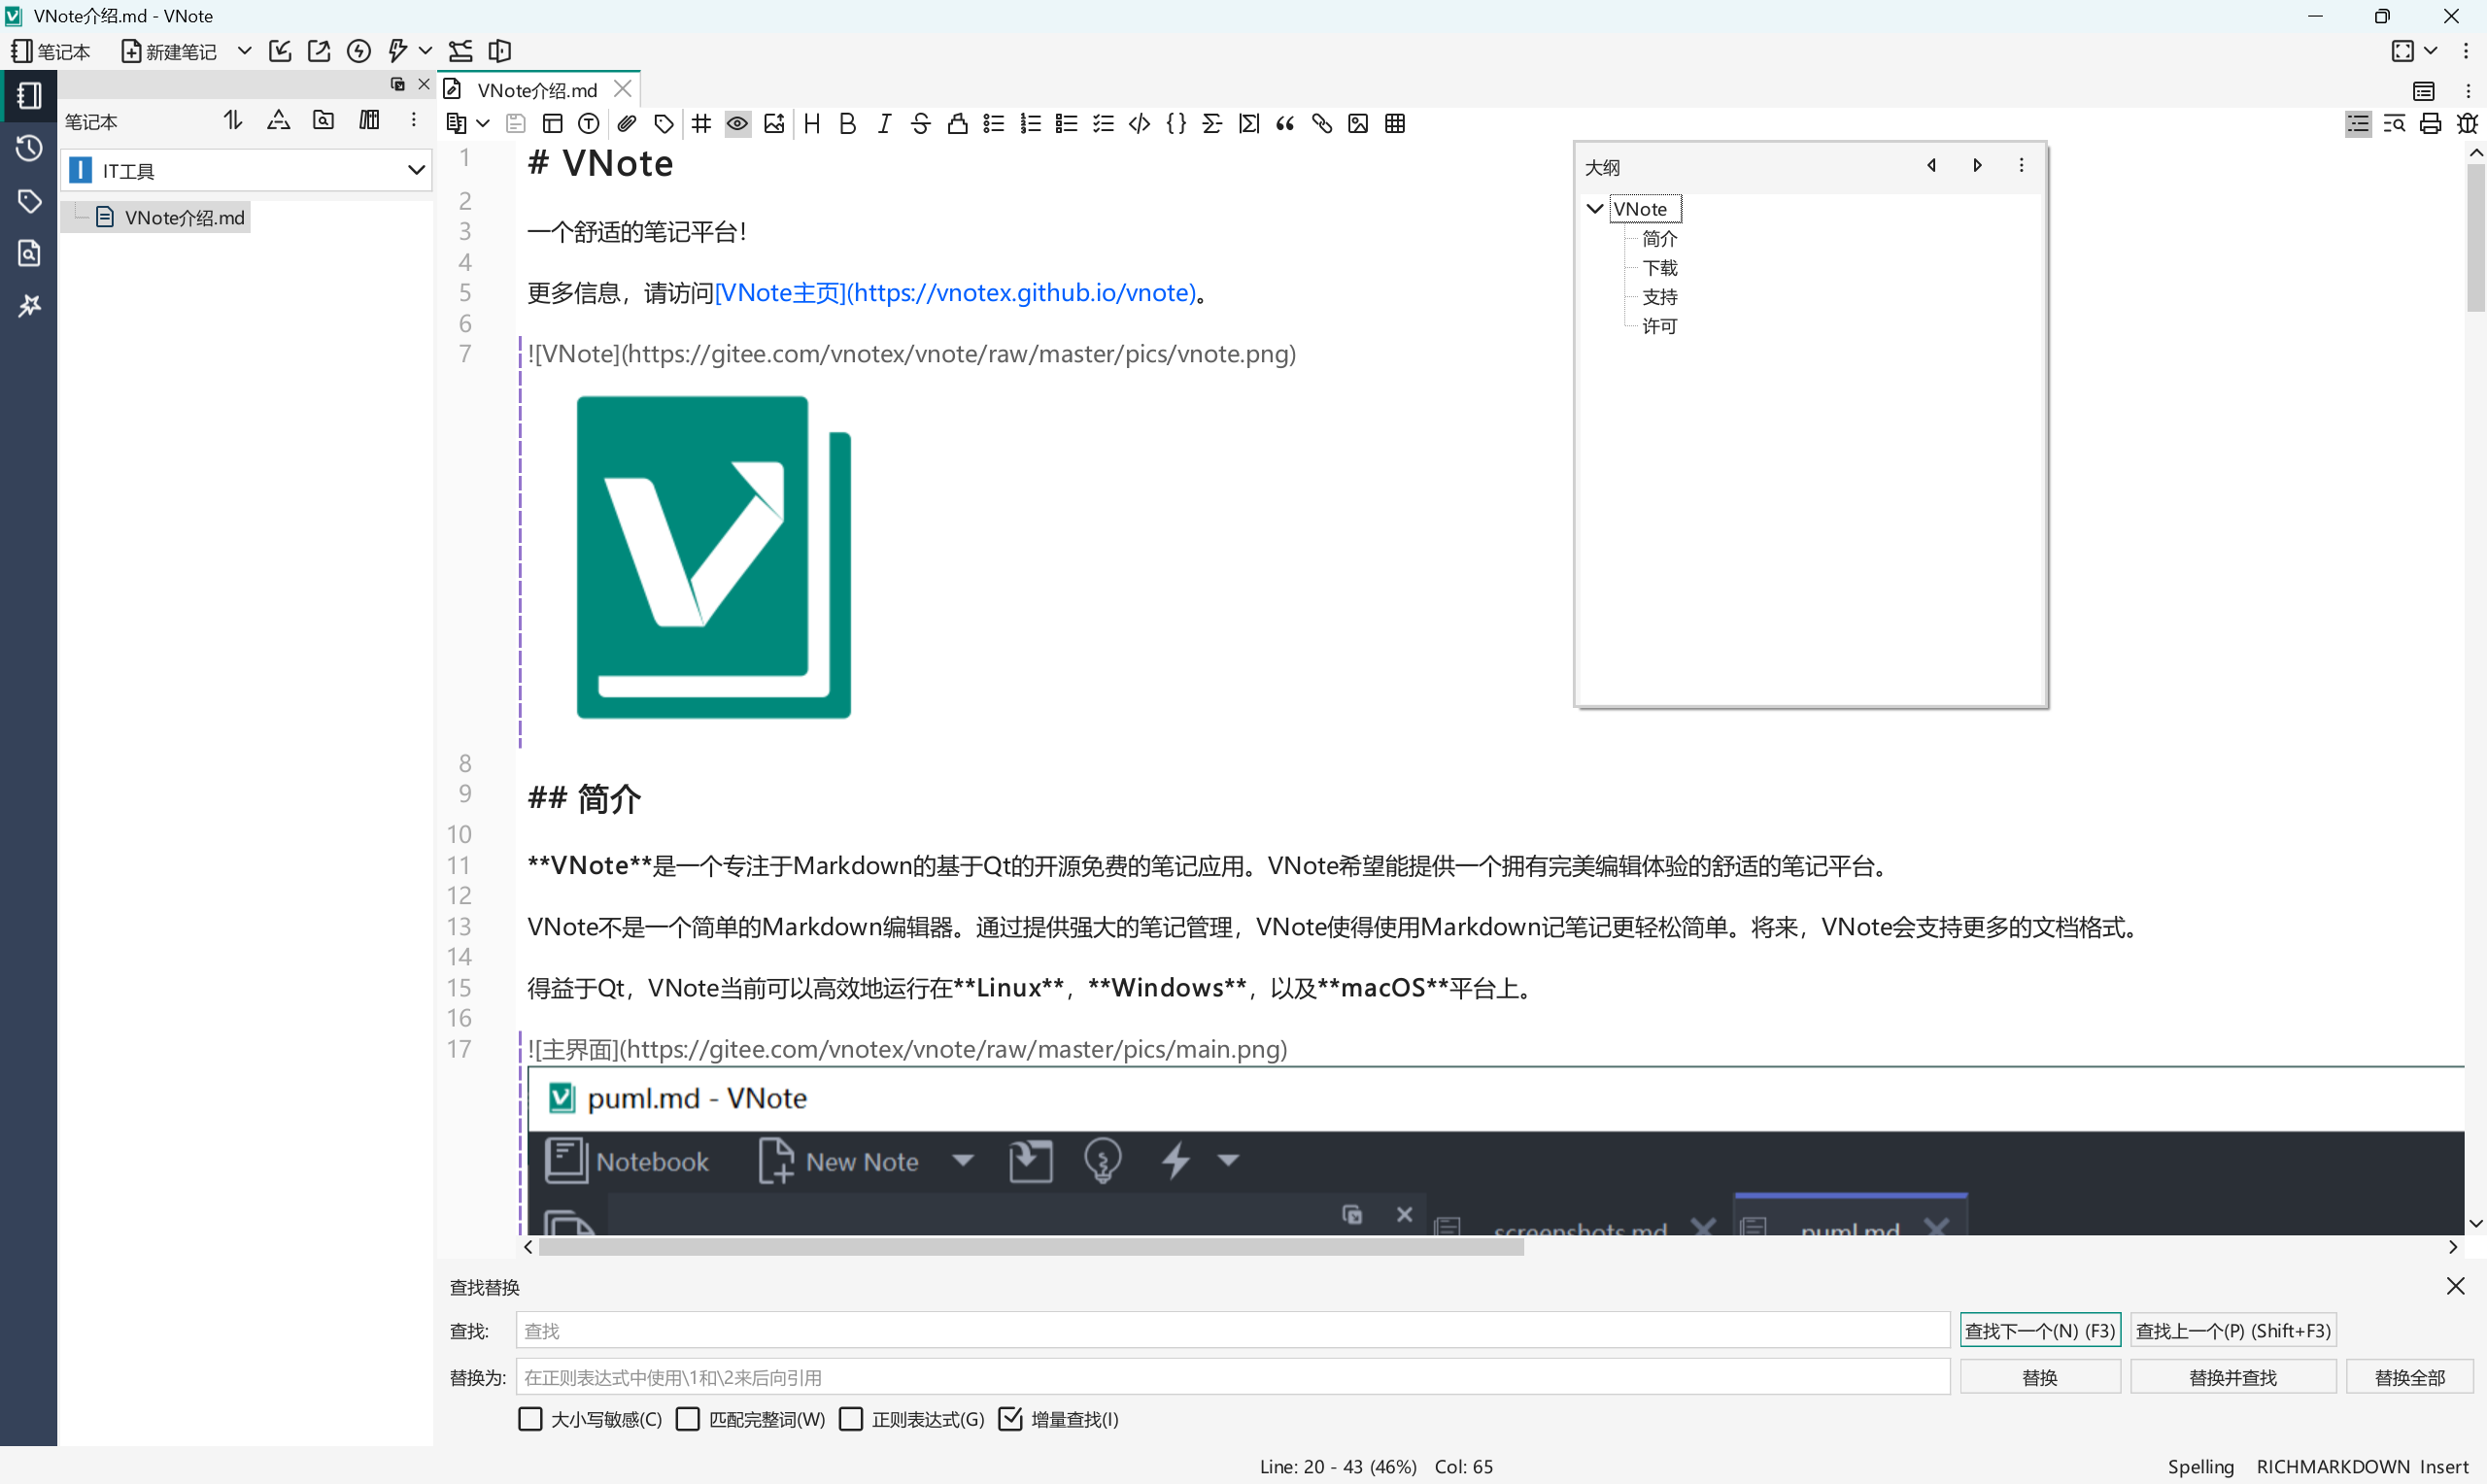 VNote介绍.md - VNote
笔记本 新建笔记
VNote介绍.md
笔记本
IT工具
VNote介绍.md
1 # VNote
2
3 一个舒适的笔记平台!
4
5 更多信息，请访问[VNote主页](https://vnotex.github.io/vnote)。
6
7 ![VNote](https://gitee.com/vnotex/vnote/raw/master/pics/vnote.png)
8
9 ## 简介
10
11 **VNote**是一个专注于Markdown的基于Qt的开源免费的笔记应用。VNote希望能提供一个拥有完美编辑体验的舒适的笔记平台。
12
13 VNote不是一个简单的Markdown编辑器。通过提供强大的笔记管理，VNote使得使用Markdown记笔记更轻松简单。将来，VNote会支持更多的文档格式。
14
15 得益于Qt，VNote当前可以高效地运行在**Linux**，**Windows**，以及**macOS**平台上。
16
17 ![主界面](https://gitee.com/vnotex/vnote/raw/master/pics/main.png)
puml.md - VNote
Notebook New Note
screenshots.md puml.md
大纲
VNote
简介
下载
支持
许可
查找替换
查找: 查找 查找下一个(N) (F3) 查找上一个(P) (Shift+F3)
替换为: 在正则表达式中使用\1和\2来后向引用 替换 替换并查找 替换全部
大小写敏感(C) 匹配完整词(W) 正则表达式(G) 增量查找(I)
Line: 20 - 43 (46%) Col: 65 Spelling RICHMARKDOWN Insert